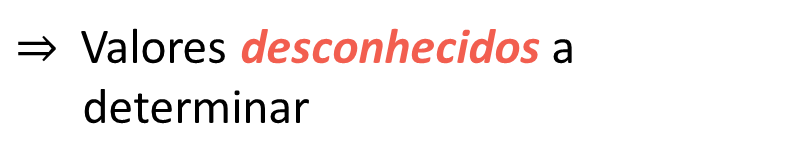 ⇒ Valores desconhecidos a
determinar